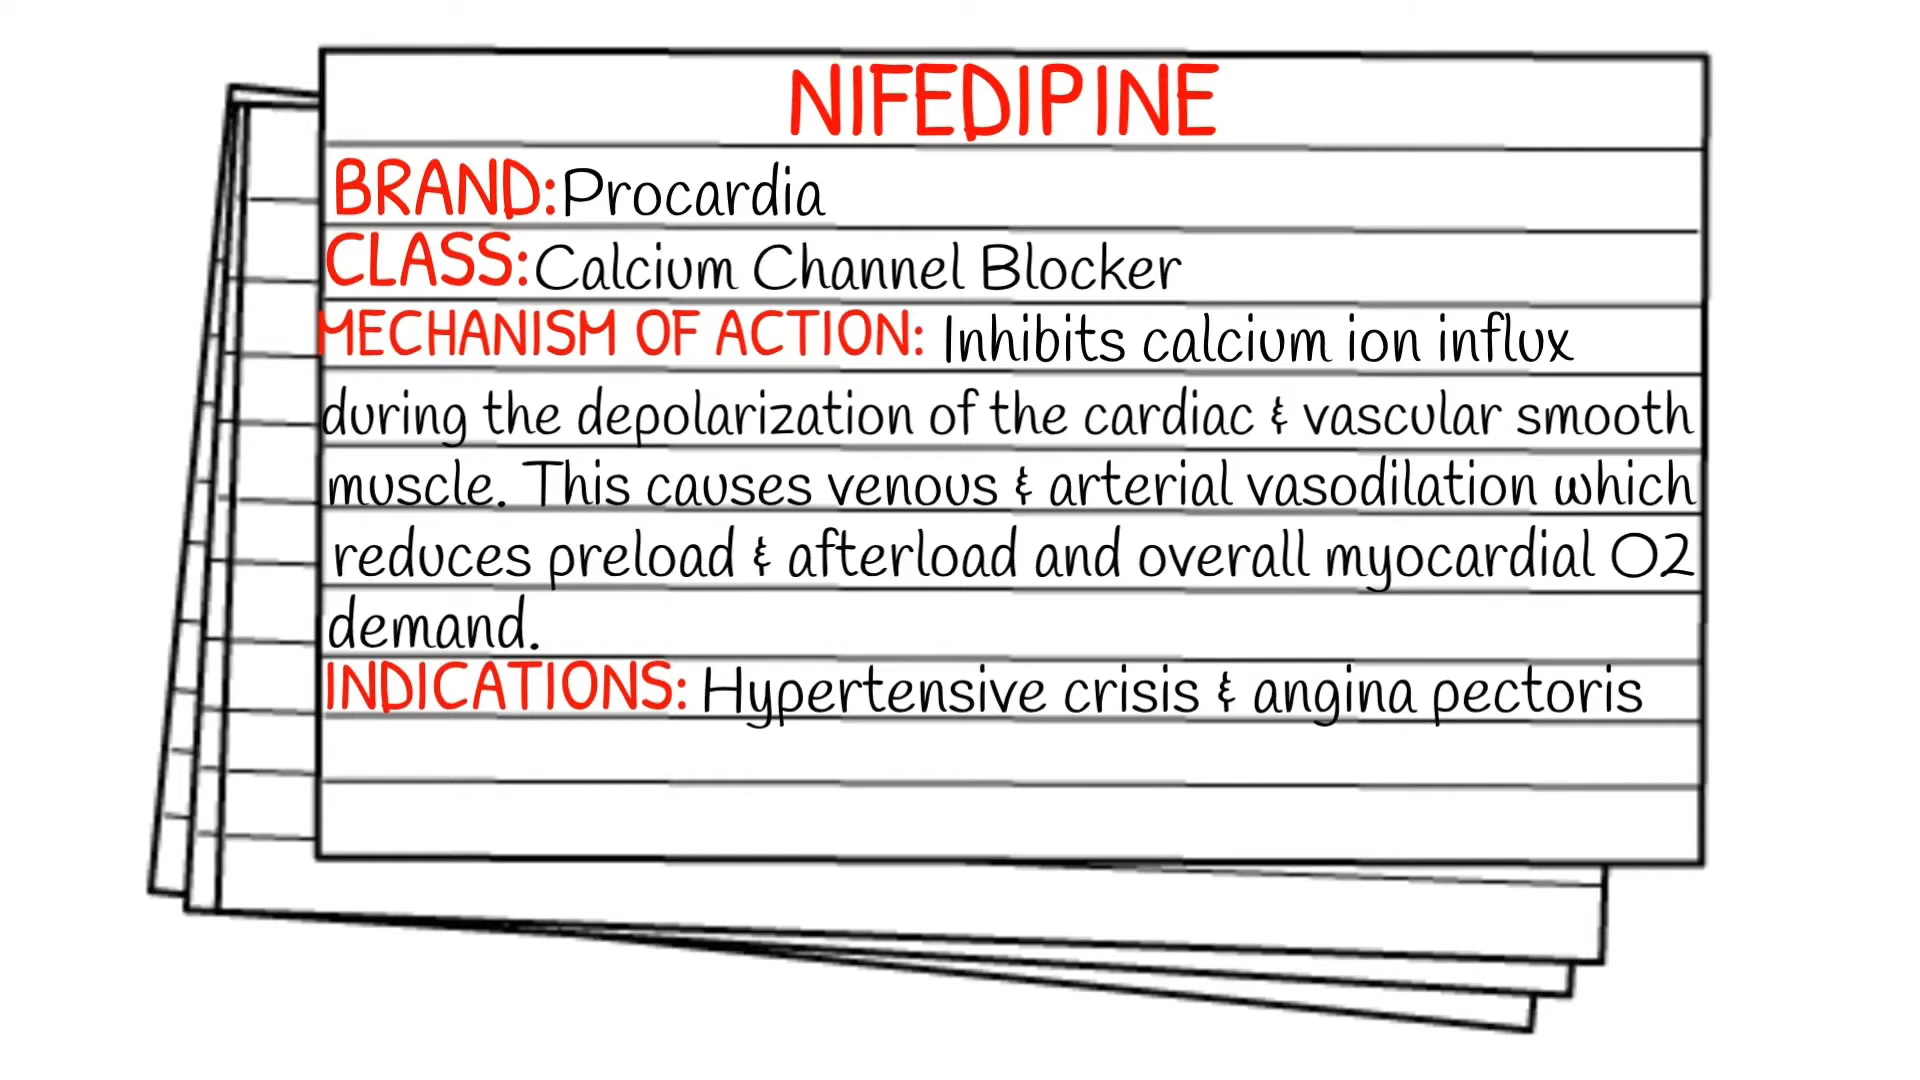 NIFEDIPINE
BRAND:Procardia
CLASS:Calcium Channel Blocker
MECHANISM OF ACTION: Inhibits calcium ion influx
during the depolarization of the cardiac & vascular smooth
muscle. This causes venous & arterial vasodilation which
reduces preload & afterload and overall myocardial O2
demand.
INDICATIONS: Hypertensive crisis & angina pectoris